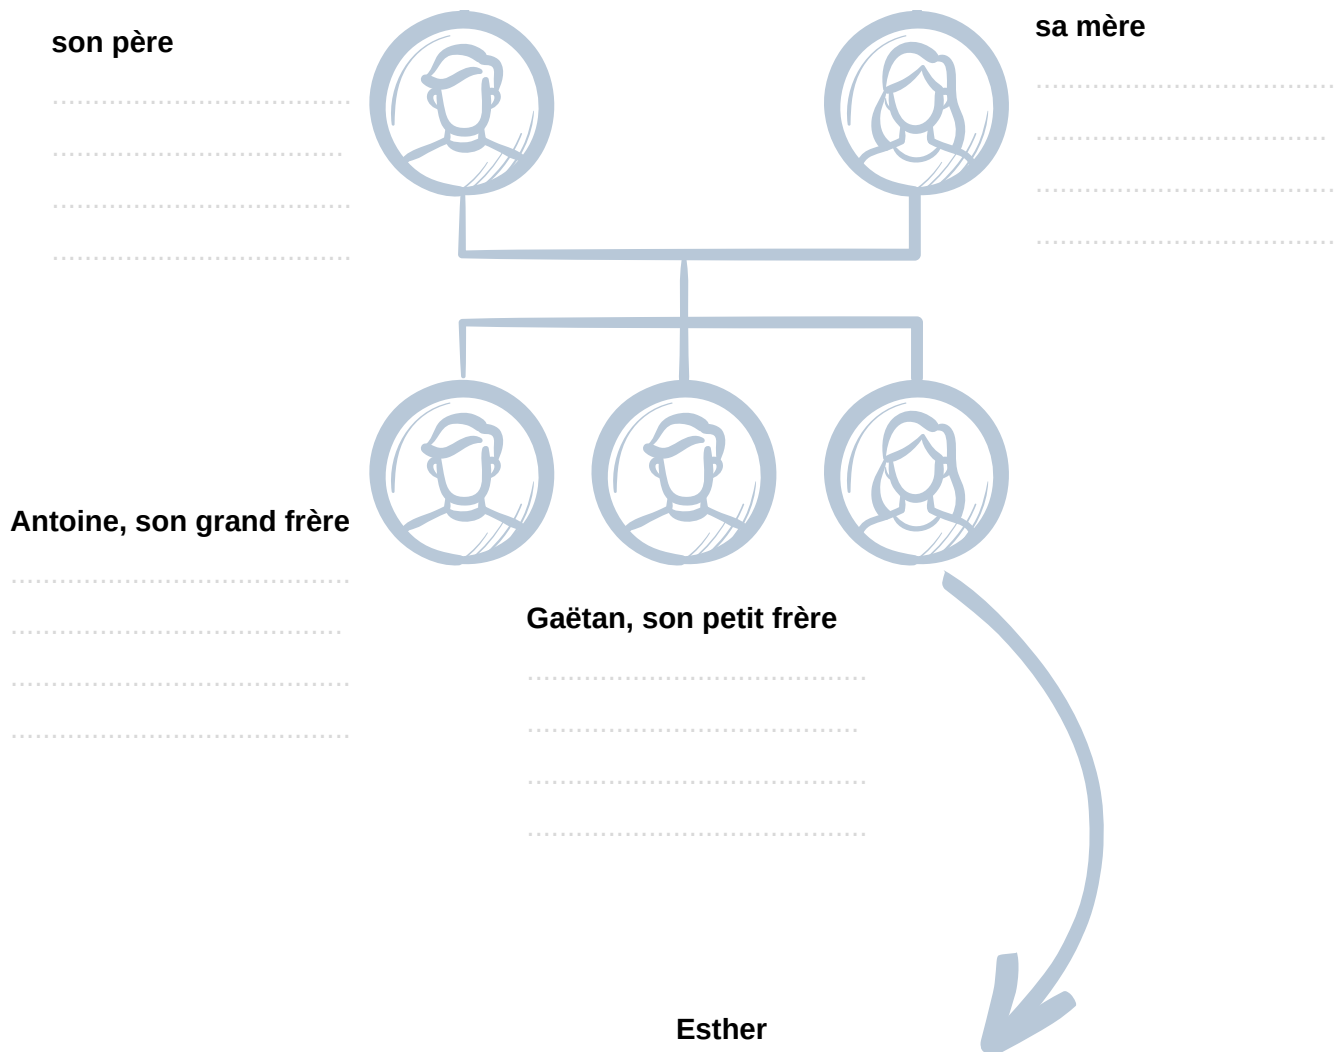 son père
sa mère
Antoine, son grand frère
Gaëtan, son petit frère
Esther